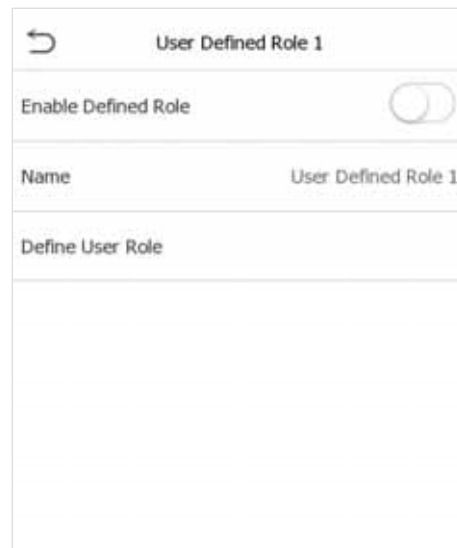 User Defined Role 1
Enable Defined Role
Name User Defined Role 1
Define User Role